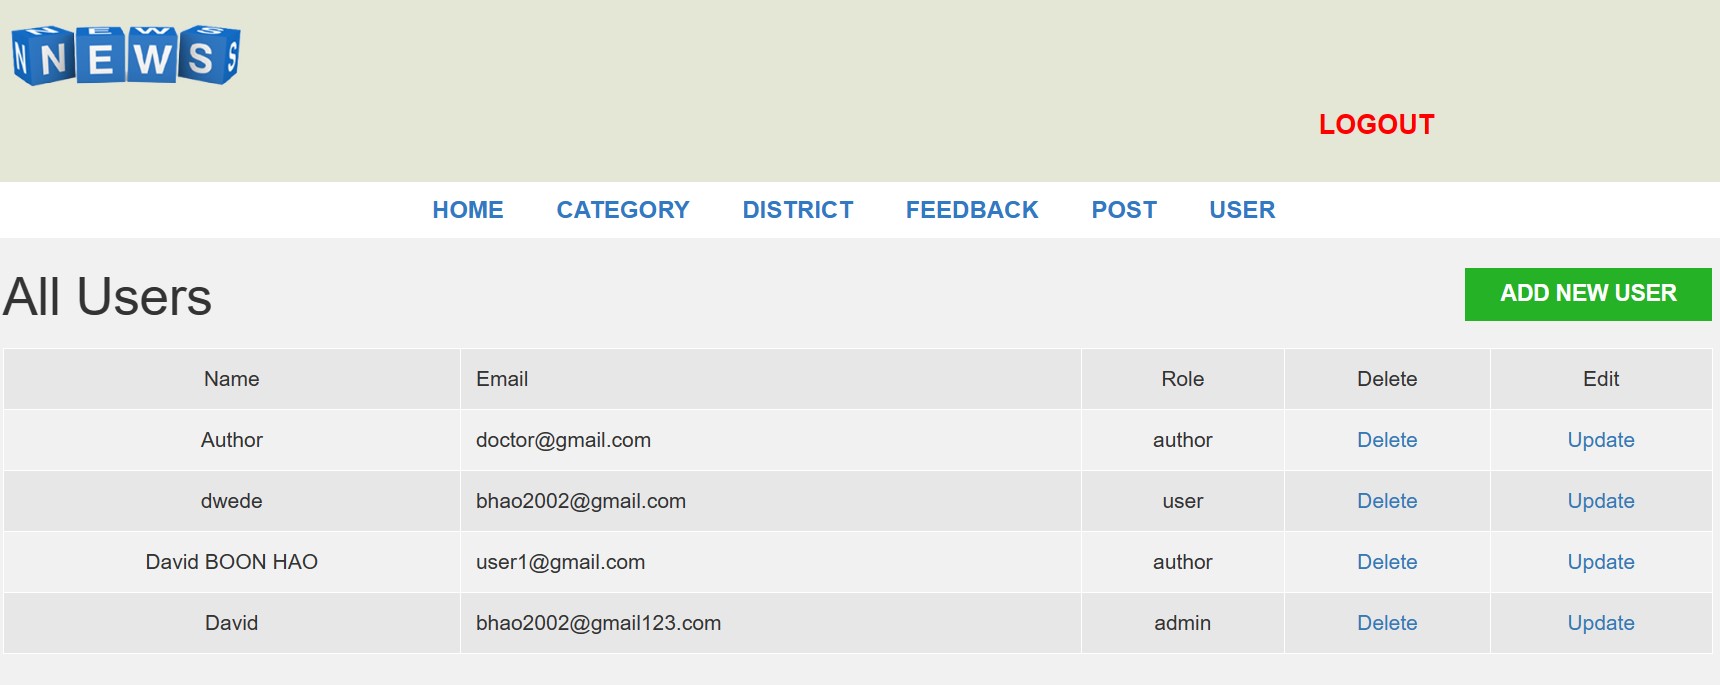 NEWS
LOGOUT
HOME CATEGORY DISTRICT FEEDBACK POST USER
All Users ADD NEW USER
Name Email Role Delete Edit
Author doctor@gmail.com author Delete Update
dwede bhao2002@gmail.com user Delete Update
David BOON HAO user1@gmail.com author Delete Update
David bhao2002@gmail123.com admin Delete Update